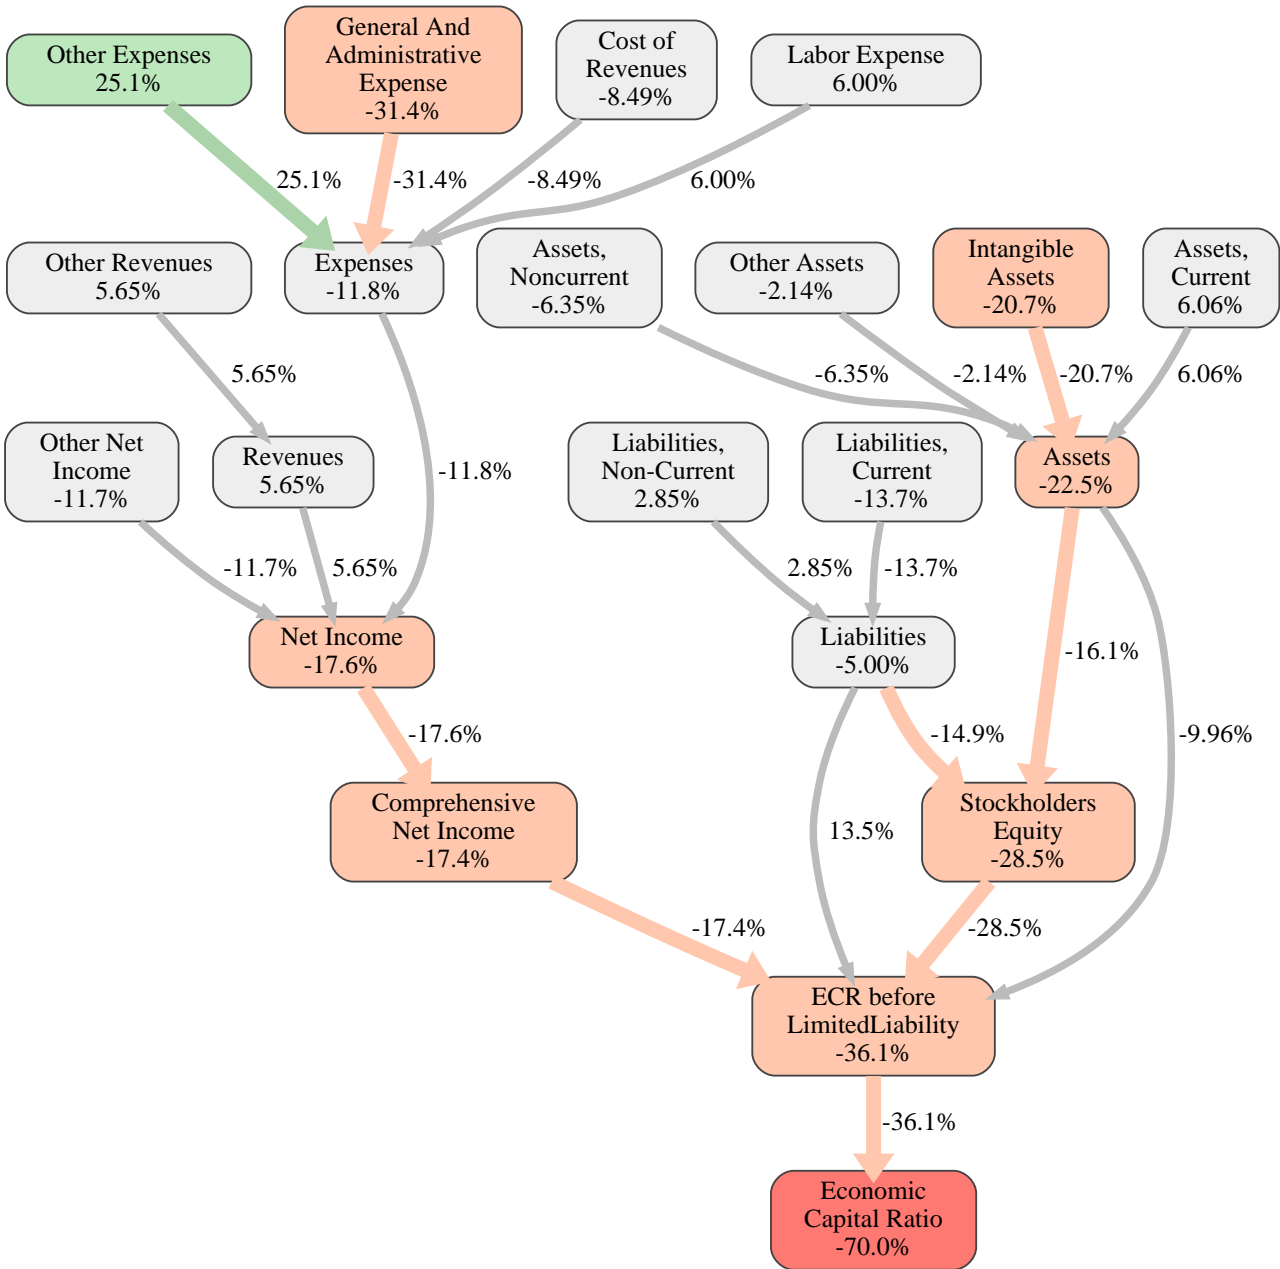 Other Expenses
25.1%
General And
Administrative
Expense
-31.4%
Cost of
Revenues
-8.49%
Labor Expense
6.00%
25.1%
-31.4%
-8.49%
6.00%
Other Revenues
5.65%
Expenses
-11.8%
Assets,
Noncurrent
-6.35%
Other Assets
-2.14%
Intangible
Assets
-20.7%
Assets,
Current
6.06%
5.65%
-11.8%
-6.35%
-2.14%
-20.7%
6.06%
Other Net
Income
-11.7%
Revenues
5.65%
Liabilities,
Non-Current
2.85%
Liabilities,
Current
-13.7%
Assets
-22.5%
-11.7%
5.65%
2.85%
-13.7%
Net Income
-17.6%
Liabilities
-5.00%
-16.1%
-17.6%
-14.9%
-9.96%
Comprehensive
Net Income
-17.4%
13.5%
Stockholders
Equity
-28.5%
-17.4%
-28.5%
ECR before
LimitedLiability
-36.1%
-36.1%
Economic
Capital Ratio
-70.0%